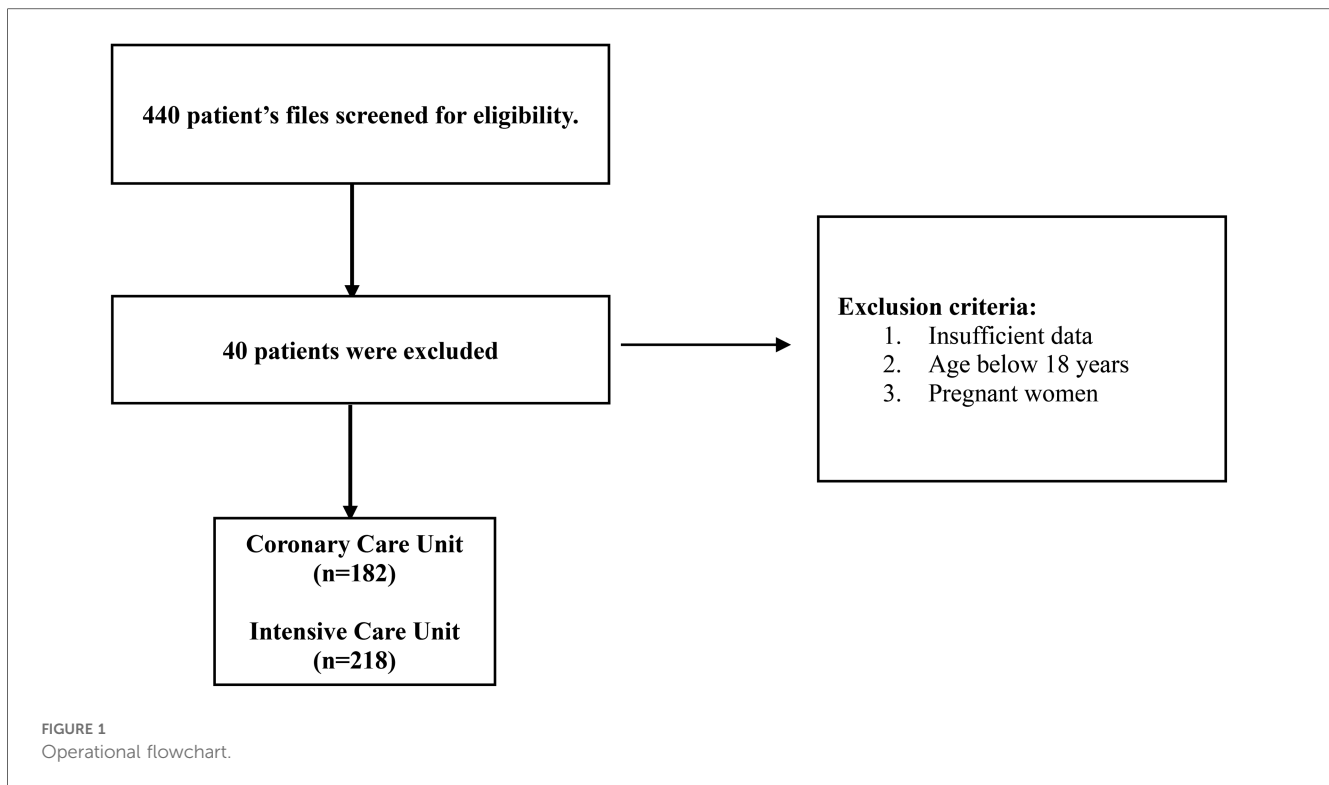 440 patient’s files screened for eligibility.
40 patients were excluded
Exclusion criteria:
1. Insufficient data
2. Age below 18 years
3. Pregnant women
Coronary Care Unit
(n=182)
Intensive Care Unit
(n=218)
FIGURE 1
Operational flowchart.